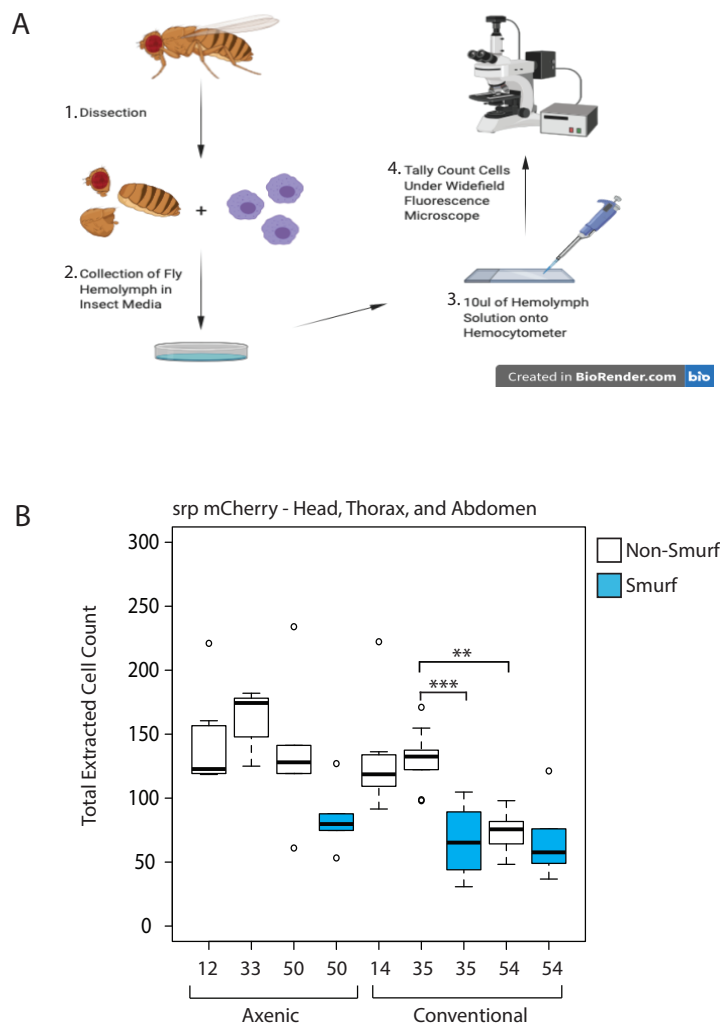 A
1. Dissection
+
2. Collection of Fly
Hemolymph in
Insect Media
3. 10ul of Hemolymph
Solution onto
Hemocytometer
4. Tally Count Cells
Under Widefield
Fluorescence
Microscope
Created in BioRender.com bio
B
srp mCherry - Head, Thorax, and Abdomen
Total Extracted Cell Count
300
250
200
150
100
50
0
**
***
Non-Smurf
Smurf
12 33 50 50 14 35 35 54 54
Axenic Conventional